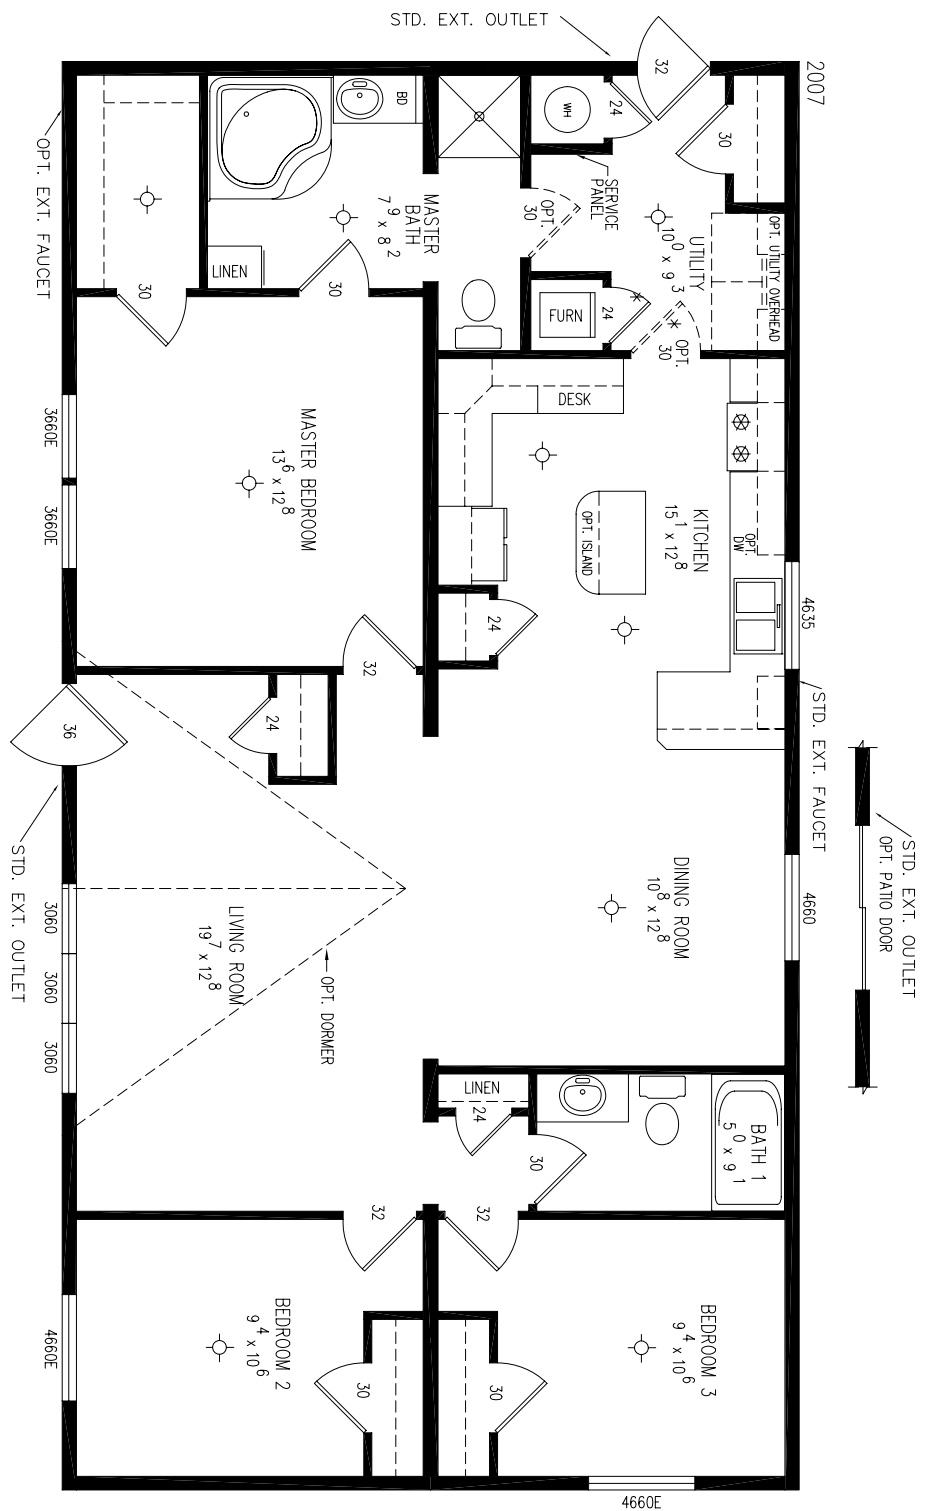 STD. EXT. OUTLET
2007
32
24
WH
30
BD
SERVICE
PANEL
OPT. EXT. FAUCET
MASTER
BATH
7⁹ x 8²
OPT.
30
UTILITY
10⁰ x 9³
OPT. UTILITY OVERHEAD
LINEN
30
30
FURN
24
*
*
OPT.
30
DESK
3660E
3660E
MASTER BEDROOM
13⁶ x 12⁸
KITCHEN
15¹ x 12⁸
OPT. ISLAND
OPT.
DW
4635
24
32
36
24
STD. EXT. FAUCET
STD. EXT. OUTLET
OPT. PATIO DOOR
STD. EXT. OUTLET
DINING ROOM
10⁸ x 12⁸
4660
LIVING ROOM
19⁷ x 12⁸
3060
3060
3060
OPT. DORMER
LINEN
24
30
BATH 1
5⁰ x 9¹
32
32
BEDROOM 2
9⁴ x 10⁶
30
BEDROOM 3
9⁴ x 10⁶
30
4660E
4660E